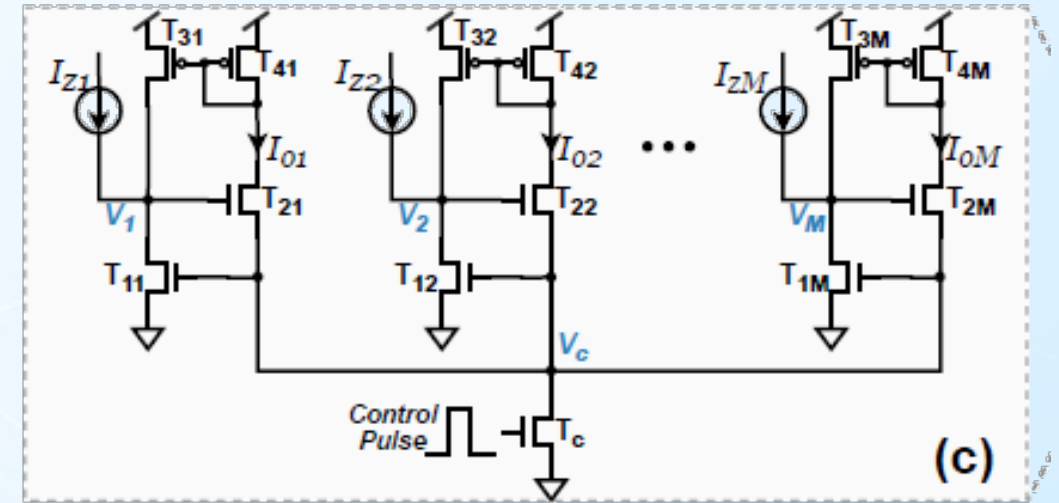 T31 T41 T32 T42 T3M T4M
IZ1 IZ2 IzM
IO1 Io2 ••• IoM
T21 T22 T2M
V1 V2 VM
T11 T12 T1M
Vc
Control
Pulse Tc
(c)